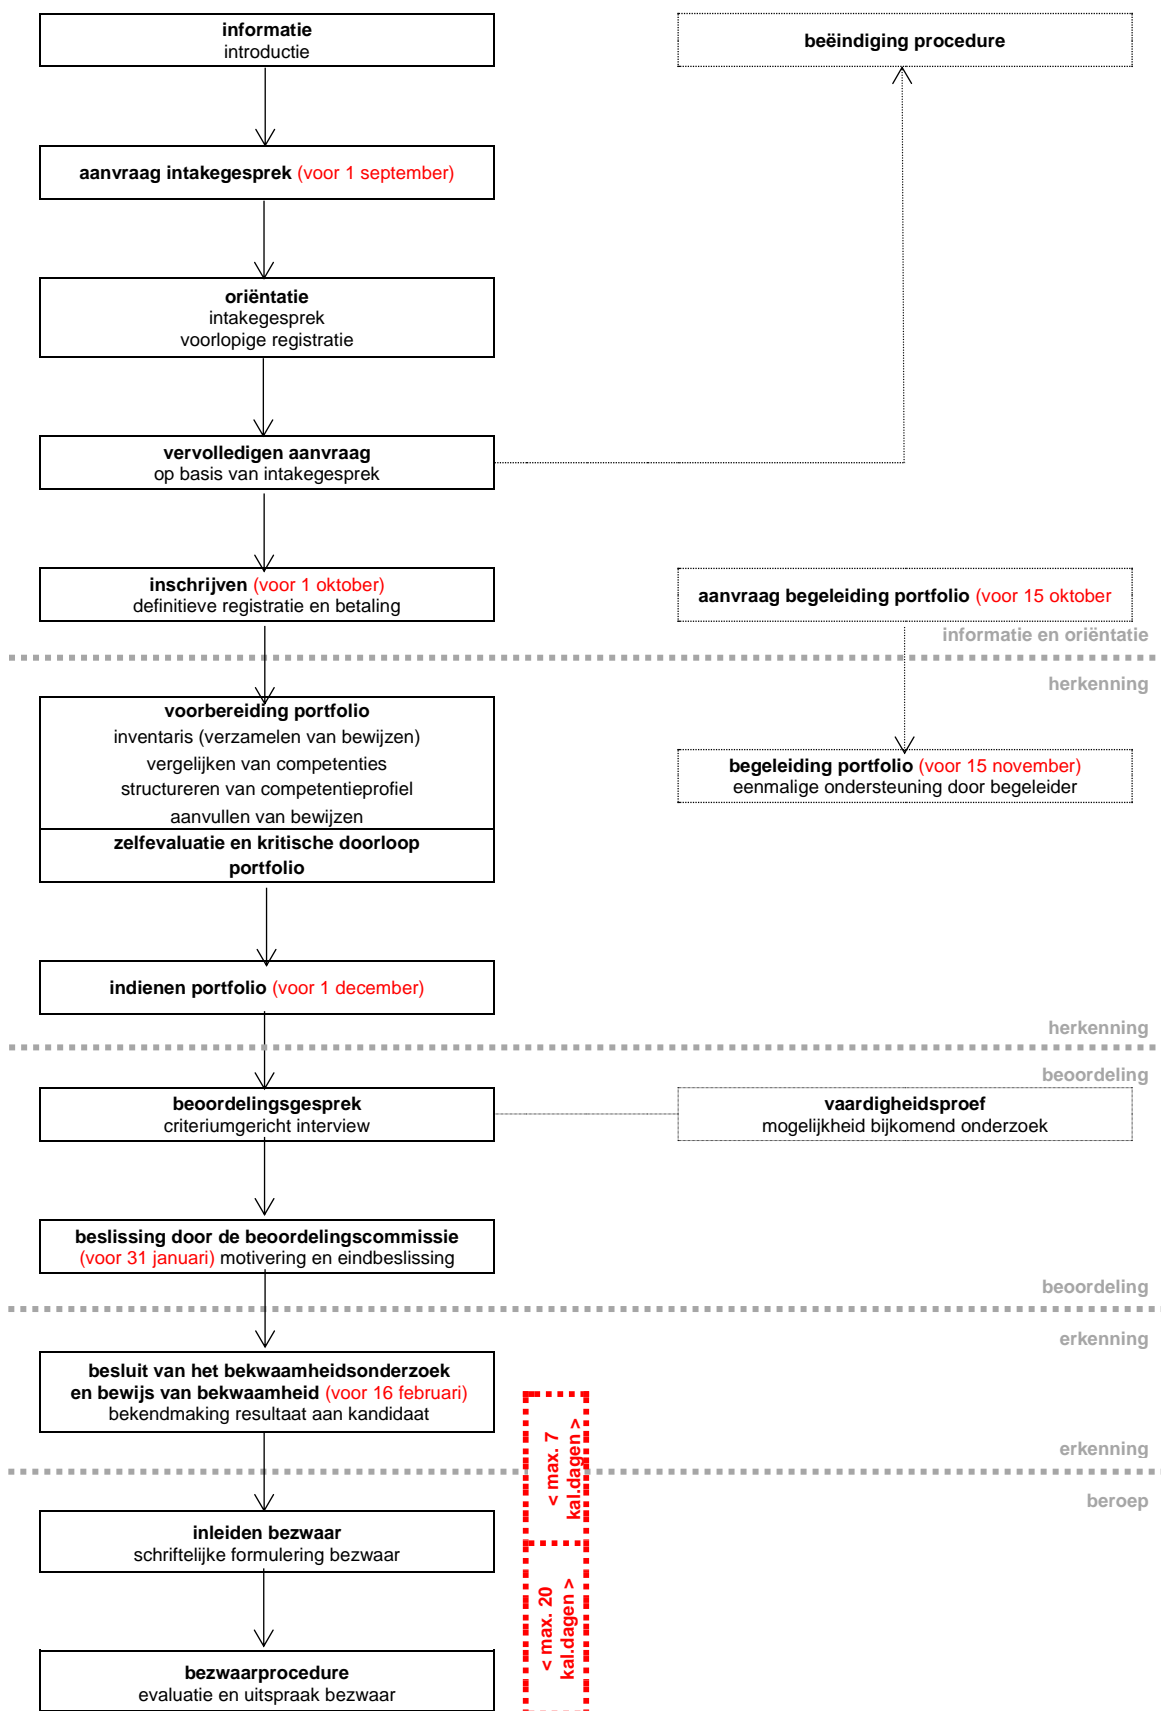 informatie
introductie
beëindiging procedure
aanvraag intakegesprek (voor 1 september)
oriëntatie
intakegesprek
voorlopige registratie
vervolledigen aanvraag
op basis van intakegesprek
inschrijven (voor 1 oktober)
definitieve registratie en betaling
aanvraag begeleiding portfolio (voor 15 oktober
informatie en oriëntatie
herkenning
voorbereiding portfolio
inventaris (verzamelen van bewijzen)
vergelijken van competenties
structureren van competentieprofiel
aanvullen van bewijzen
zelfevaluatie en kritische doorloop
portfolio
begeleiding portfolio (voor 15 november)
eenmalige ondersteuning door begeleider
indienen portfolio (voor 1 december)
herkenning
beoordeling
beoordelingsgesprek
criteriumgericht interview
vaardigheidsproef
mogelijkheid bijkomend onderzoek
beslissing door de beoordelingscommissie
(voor 31 januari) motivering en eindbeslissing
beoordeling
erkenning
besluit van het bekwaamheidsonderzoek
en bewijs van bekwaamheid (voor 16 februari)
bekendmaking resultaat aan kandidaat
< max. 7
kal.dagen >
erkenning
beroep
inleiden bezwaar
schriftelijke formulering bezwaar
< max. 20
kal.dagen >
bezwaarprocedure
evaluatie en uitspraak bezwaar